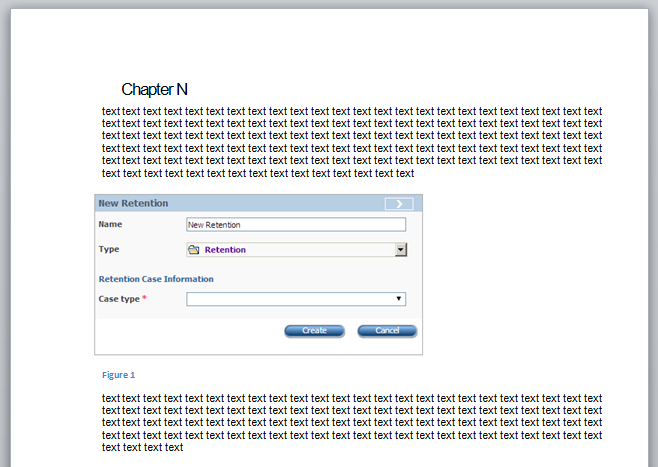 Chapter N
text text text text text text text text text text text text text text text text text text text text text text text text
text text text text text text text text text text text text text text text text text text text text text text text text
text text text text text text text text text text text text text text text text text text text text text text text text
text text text text text text text text text text text text text text text text text text text text text text text text
text text text text text text text text text text text text text text text text text text text text text text text text
text text text text text text text text text text text text text text text
New Retention
Name New Retention
Type Retention
Retention Case Information
Case type *
Create Cancel
Figure 1
text text text text text text text text text text text text text text text text text text text text text text text text
text text text text text text text text text text text text text text text text text text text text text text text text
text text text text text text text text text text text text text text text text text text text text text text text text
text text text text text text text text text text text text text text text text text text text text text text text text
text text text text